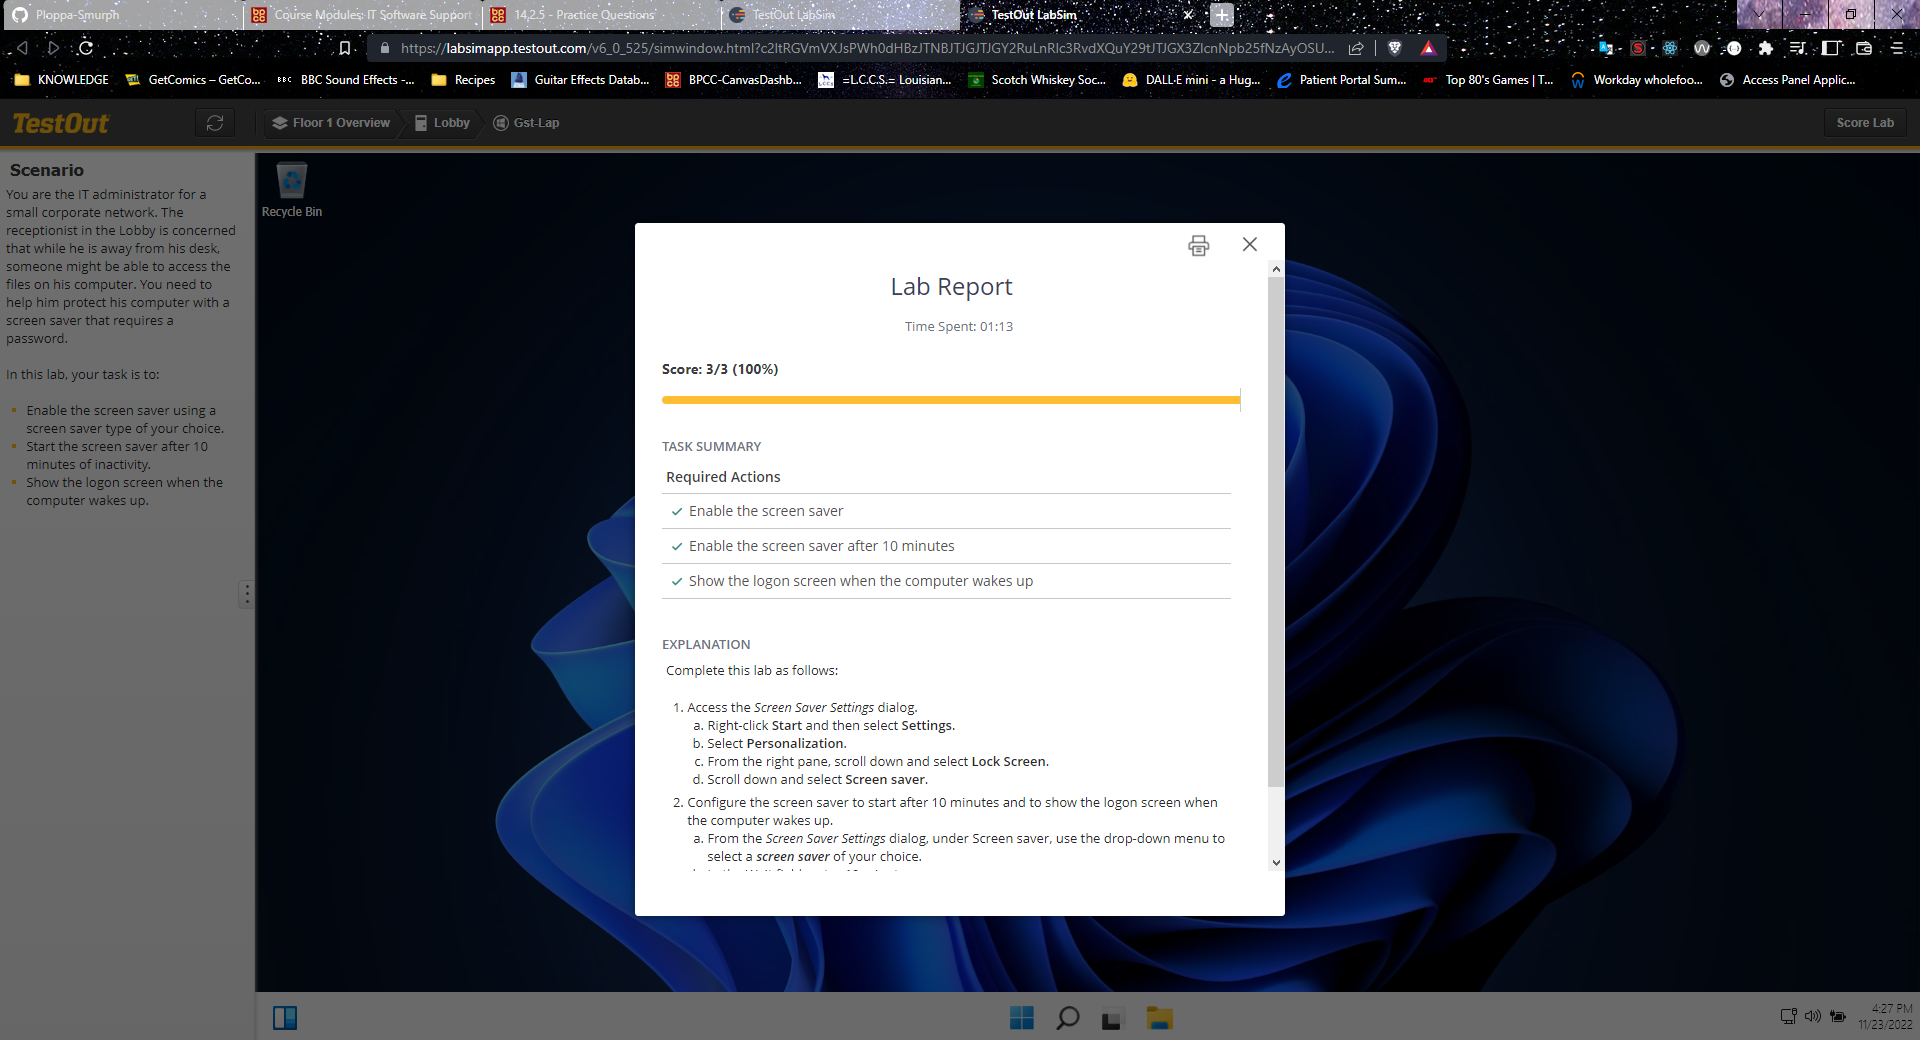 Ploppa-Smurph
Course Modules: IT Software Support
14.2.5 - Practice Questions
TestOut LabSim
TestOut LabSim
https://labsimapp.testout.com/v6_0_525/simwindow.html?
KNOWLEDGE
GetComics – GetCo...
BBC
BBC Sound Effects -...
Recipes
Guitar Effects Datab...
BPCC-CanvasDashb...
=L.C.C.S.= Louisian...
Scotch Whiskey Soc...
DALL·E mini - a Hug...
Patient Portal Sum...
Top 80's Games | T...
Workday wholefoo...
Access Panel Applic...
TestOut
Floor 1 Overview
Lobby
Gst-Lap
Score Lab
Scenario
You are the IT administrator for a
small corporate network. The
receptionist in the Lobby is concerned
that while he is away from his desk,
someone might be able to access the
files on his computer. You need to
help him protect his computer with a
screen saver that requires a
password.
In this lab, your task is to:
Enable the screen saver using a
screen saver type of your choice.
Start the screen saver after 10
minutes of inactivity.
Show the logon screen when the
computer wakes up.
Recycle Bin
Lab Report
Time Spent: 01:13
Score: 3/3 (100%)
TASK SUMMARY
Required Actions
Enable the screen saver
Enable the screen saver after 10 minutes
Show the logon screen when the computer wakes up
EXPLANATION
Complete this lab as follows:
1. Access the Screen Saver Settings dialog.
a. Right-click Start and then select Settings.
b. Select Personalization.
c. From the right pane, scroll down and select Lock Screen.
d. Scroll down and select Screen saver.
2. Configure the screen saver to start after 10 minutes and to show the logon screen when
the computer wakes up.
a. From the Screen Saver Settings dialog, under Screen saver, use the drop-down menu to
select a screen saver of your choice.
4:27 PM
11/23/2022